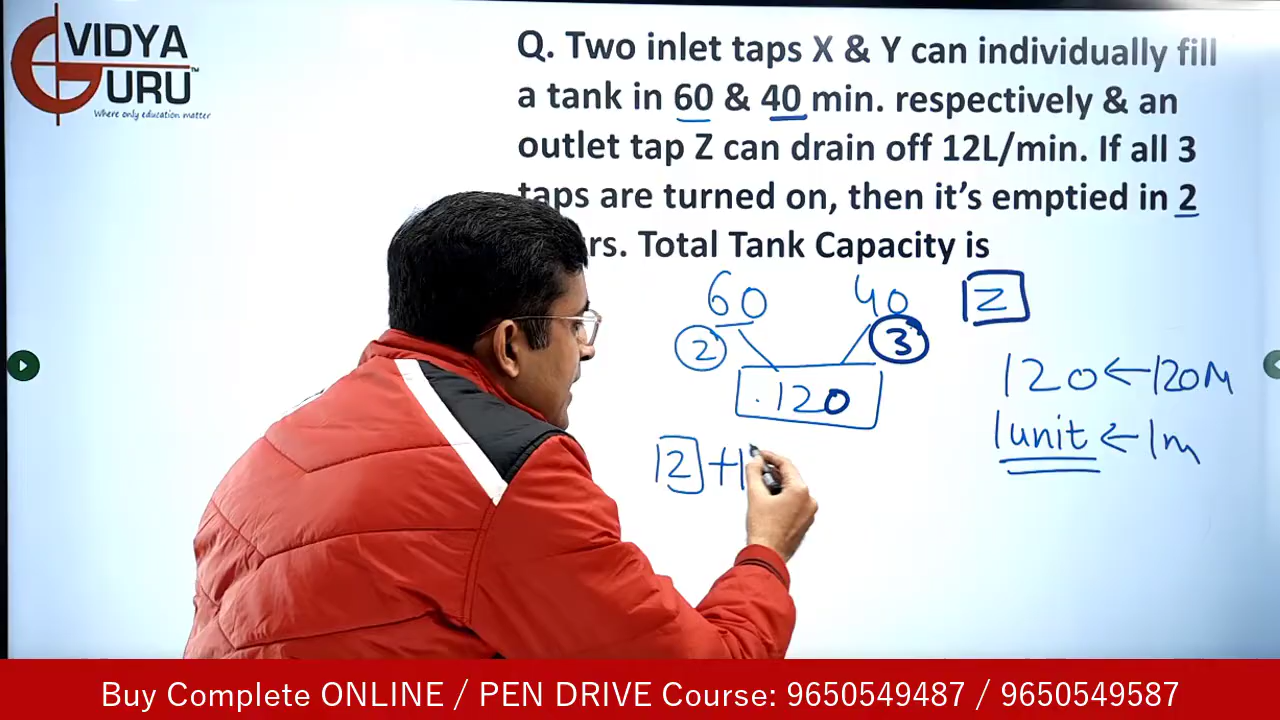 VIDYA
GURU™
Where only education matter
Q. Two inlet taps X & Y can individually fill
a tank in 60 & 40 min. respectively & an
outlet tap Z can drain off 12L/min. If all 3
taps are turned on, then it's emptied in 2
rs. Total Tank Capacity is
60 40 Z
2 3
120
120 ← 120M
1unit ← 1m
12 +
Buy Complete ONLINE / PEN DRIVE Course: 9650549487 / 9650549587